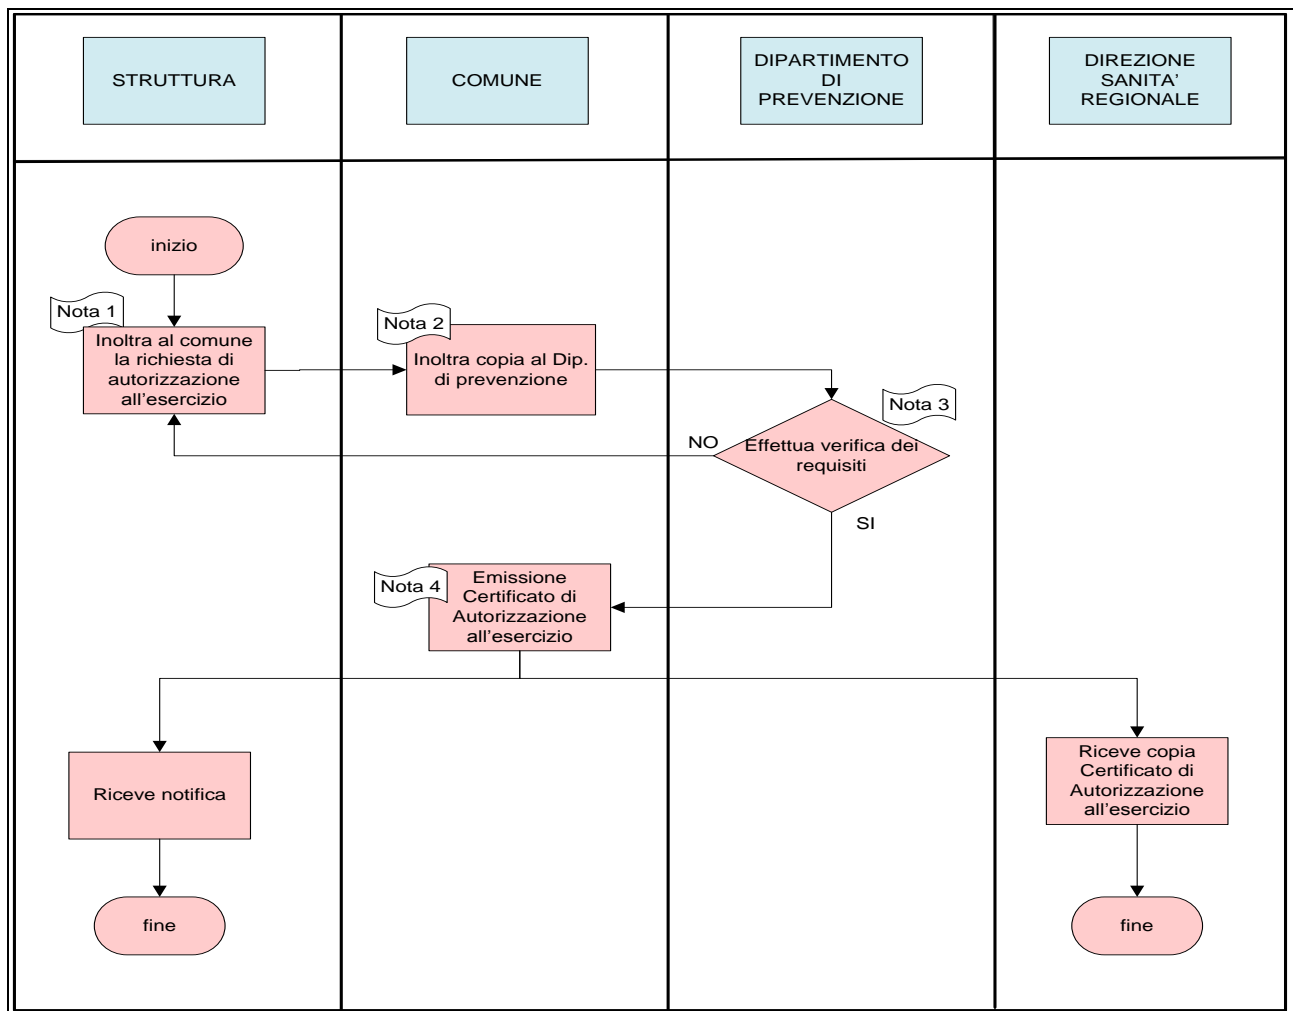 STRUTTURA
COMUNE
DIPARTIMENTO
DI
PREVENZIONE
DIREZIONE
SANITA'
REGIONALE
inizio
Nota 1
Inoltra al comune
la richiesta di
autorizzazione
all'esercizio
Nota 2
Inoltra copia al Dip.
di prevenzione
Nota 3
NO
Effettua verifica dei
requisiti
SI
Nota 4
Emissione
Certificato di
Autorizzazione
all'esercizio
Riceve notifica
Riceve copia
Certificato di
Autorizzazione
all'esercizio
fine
fine